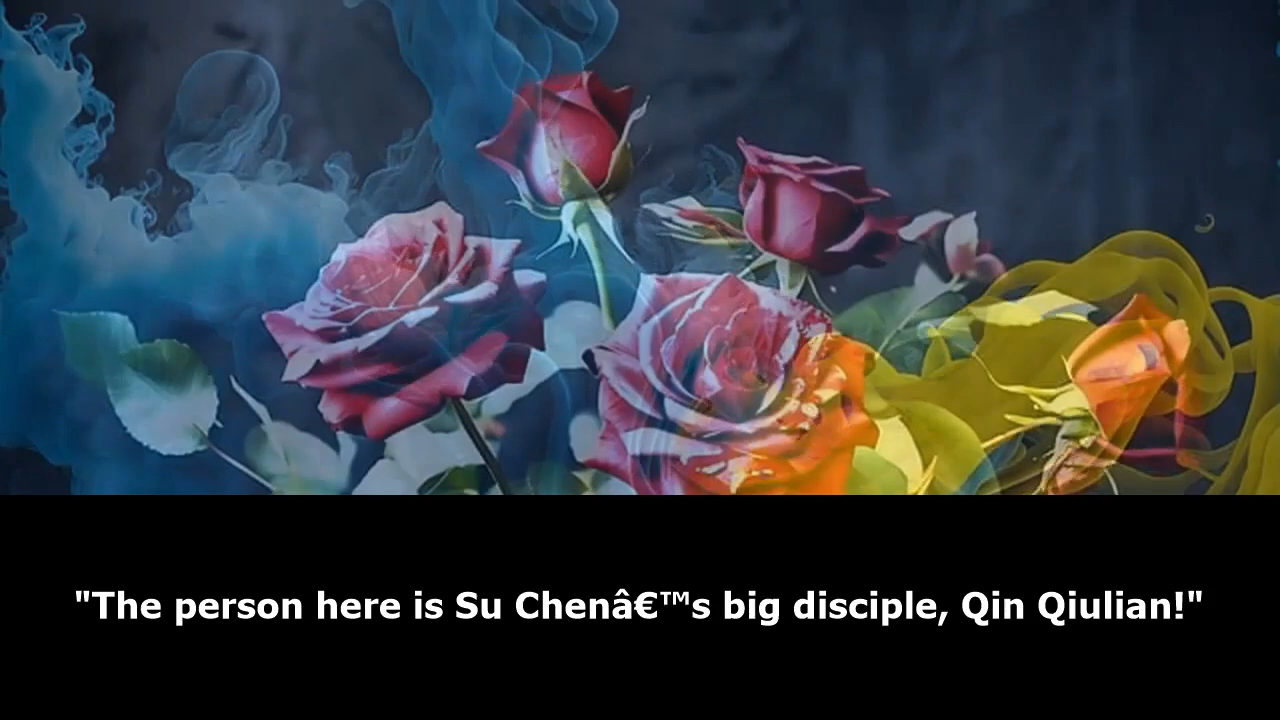 "The person here is Su Chenâ€™s big disciple, Qin Qiulian!"